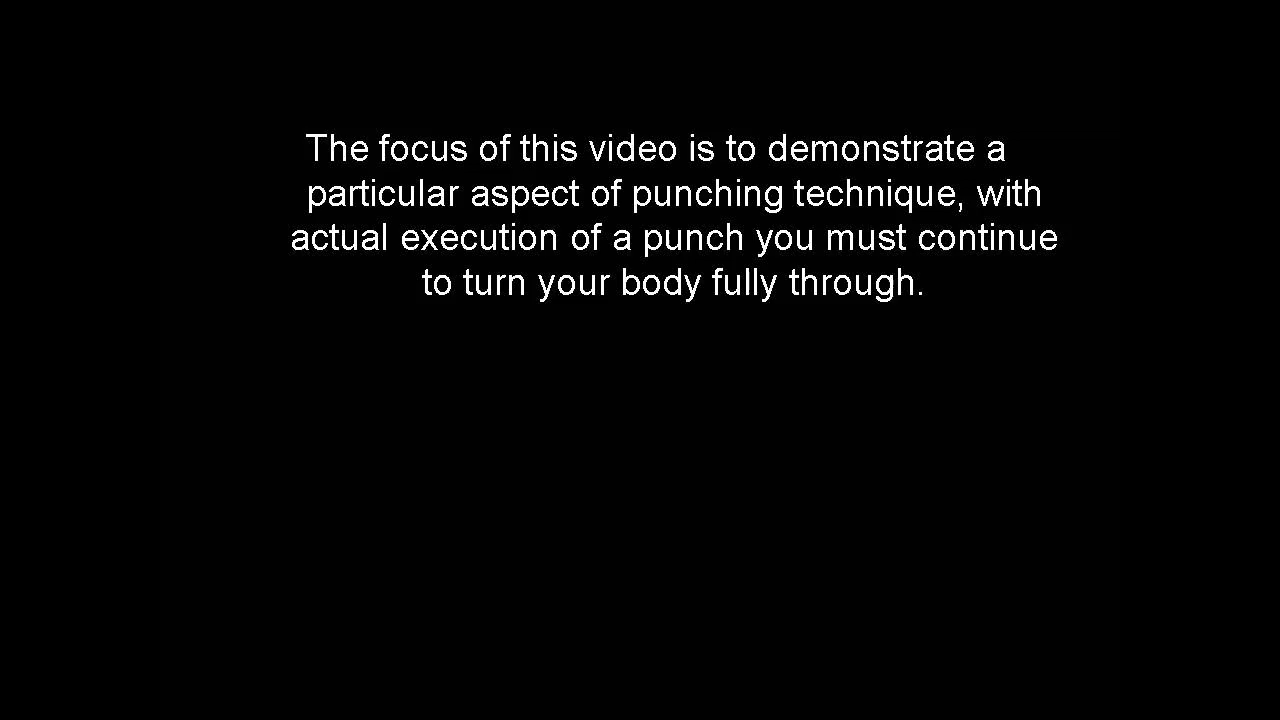 The focus of this video is to demonstrate a
particular aspect of punching technique, with
actual execution of a punch you must continue
to turn your body fully through.